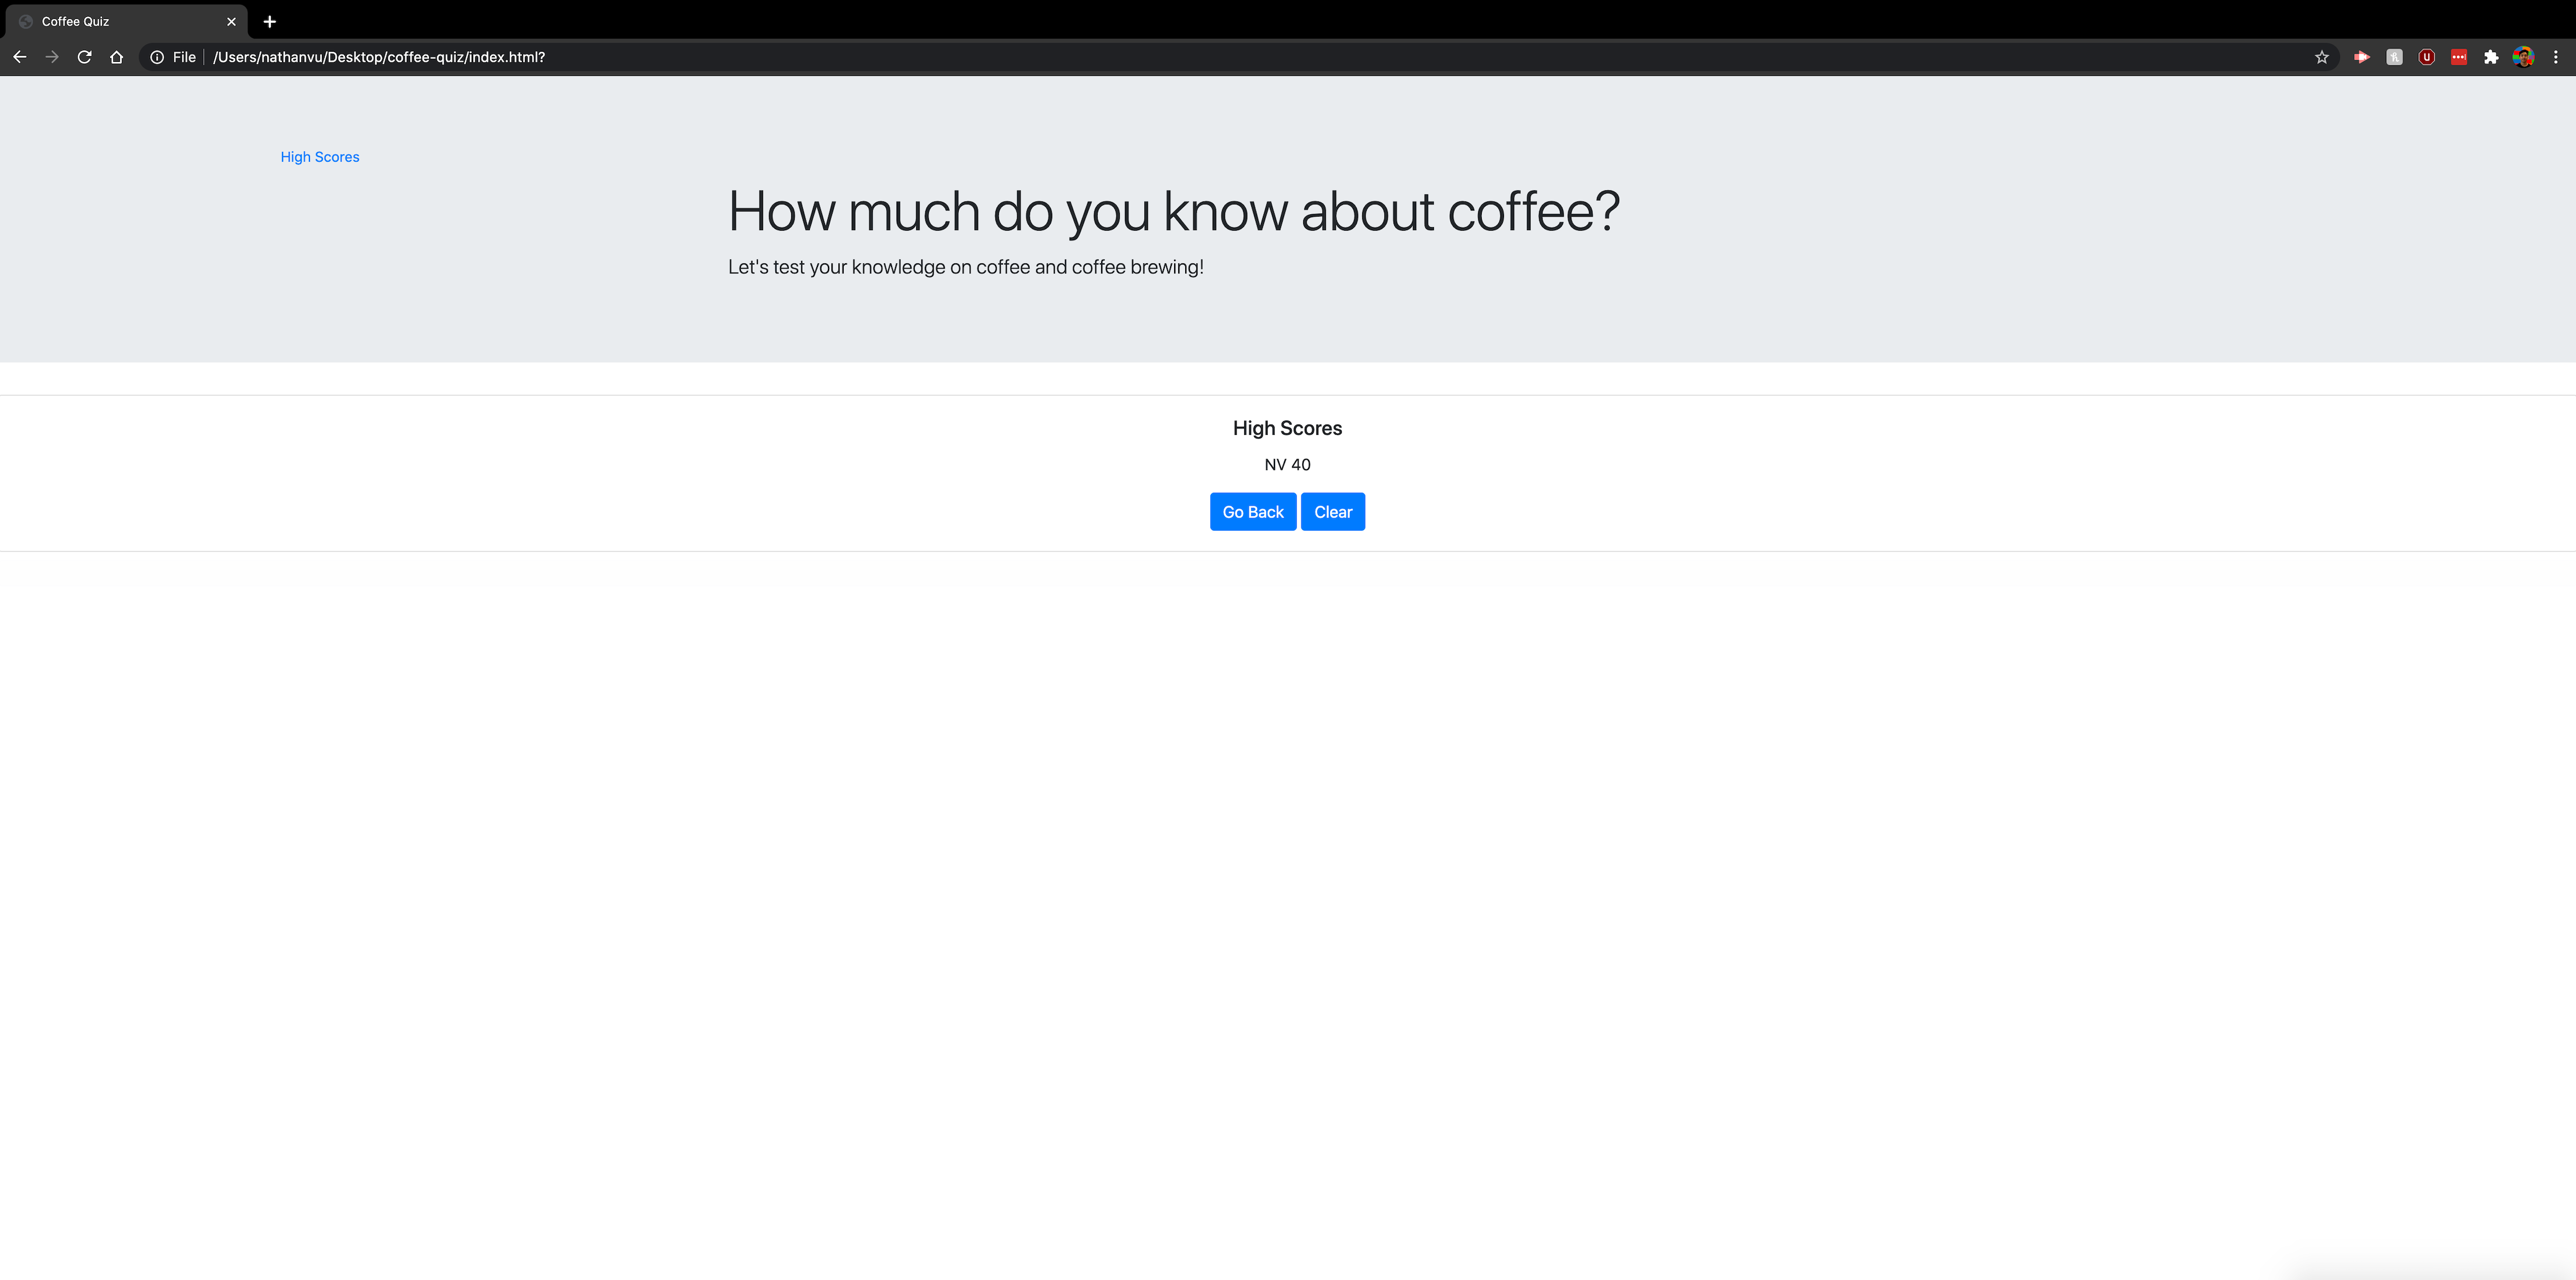 Coffee Quiz
File /Users/nathanvu/Desktop/coffee-quiz/index.html?
High Scores
How much do you know about coffee?
Let's test your knowledge on coffee and coffee brewing!
High Scores
NV 40
Go Back Clear